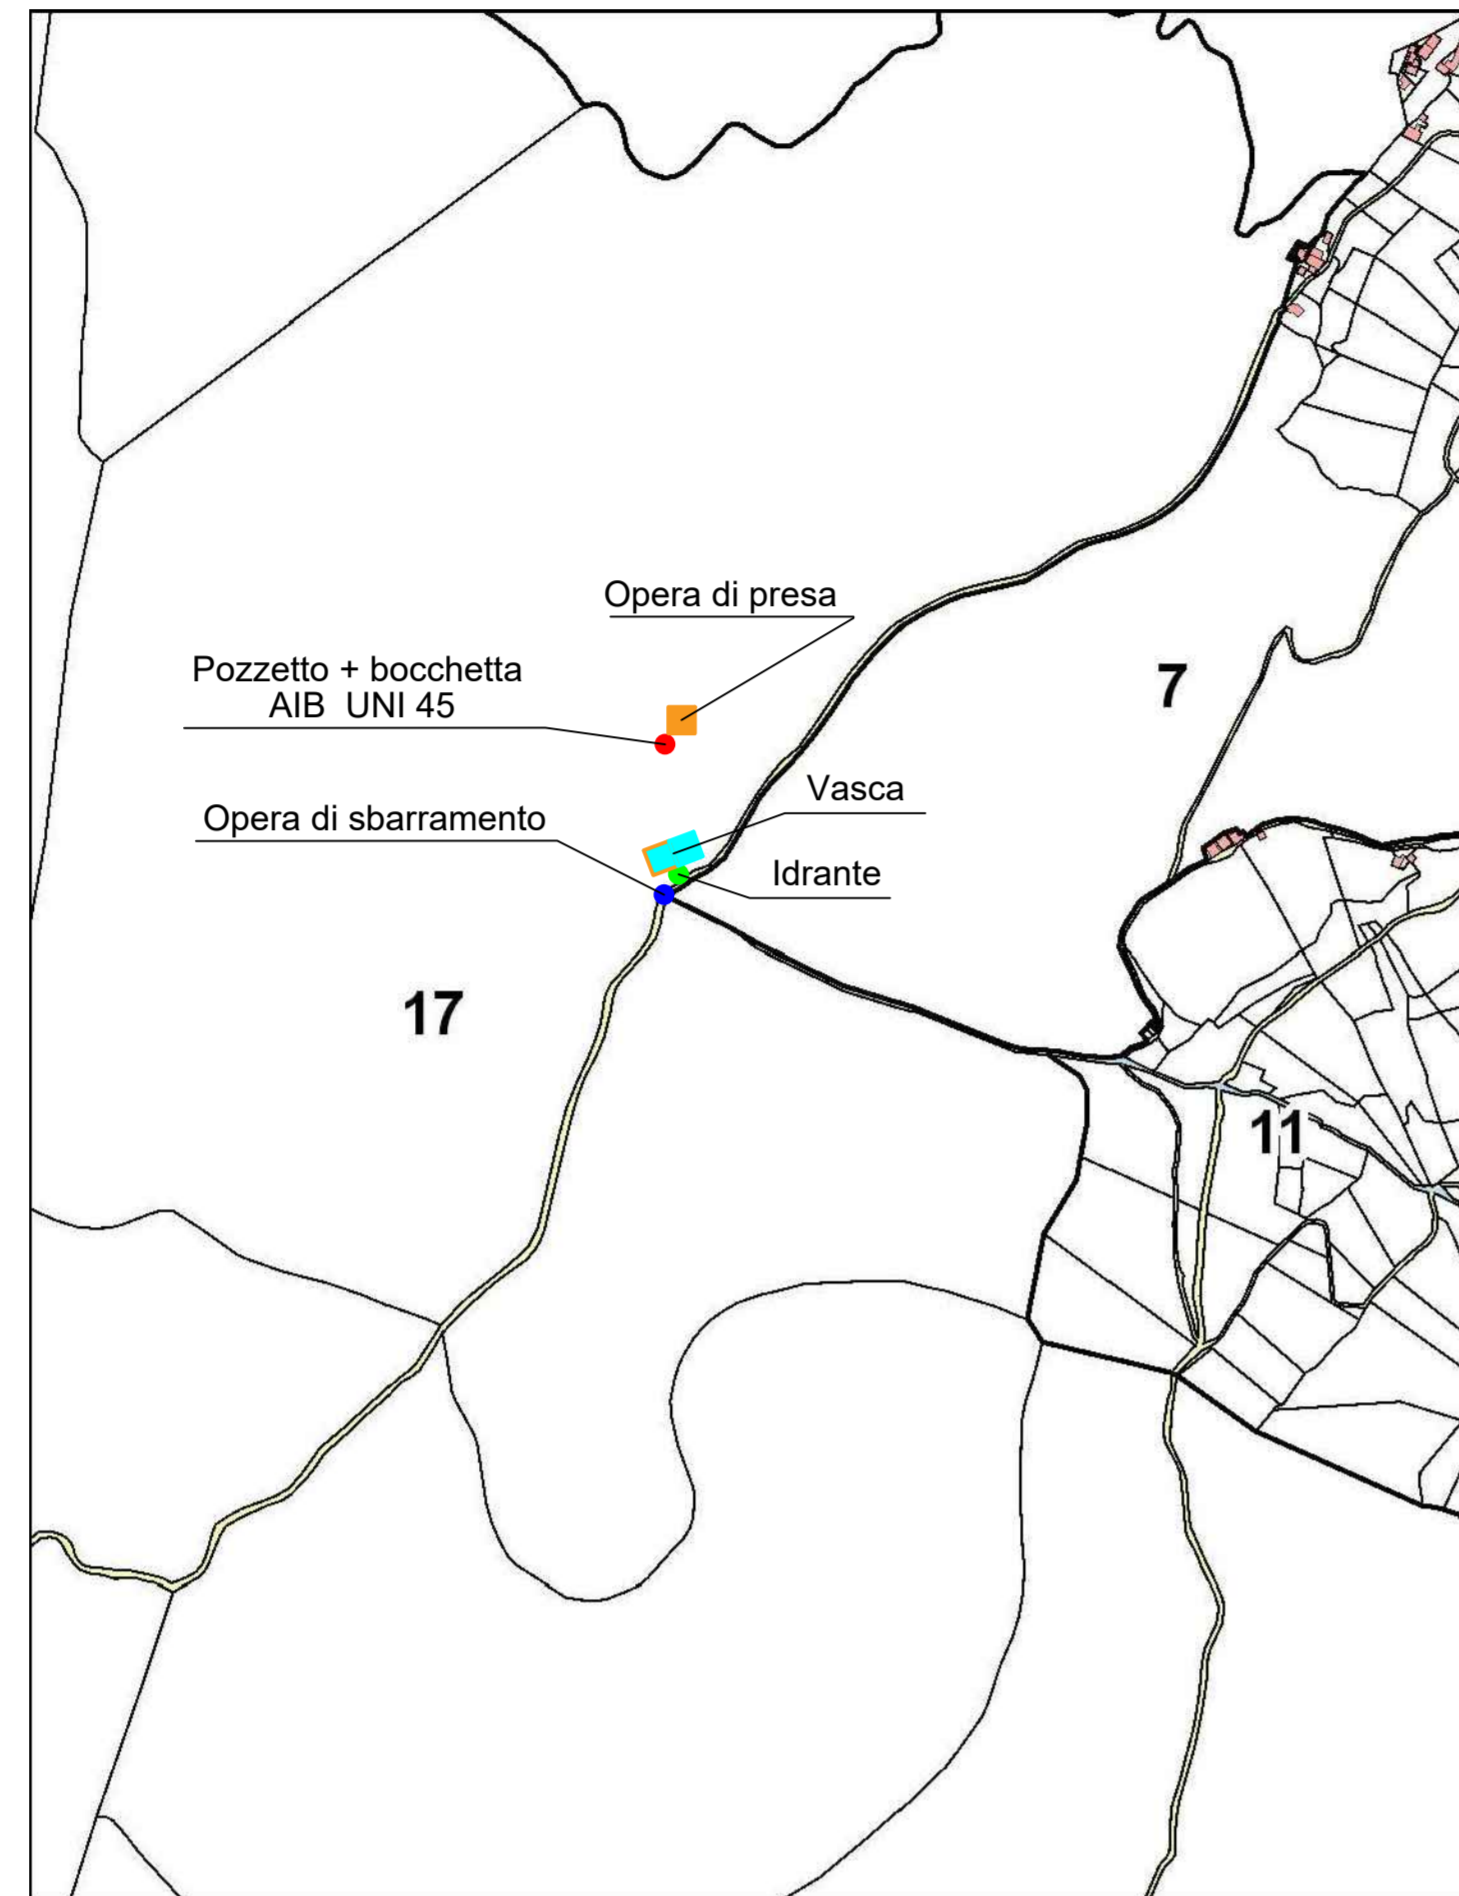 Opera di presa
Pozzetto + bocchetta
AIB UNI 45
7
Vasca
Opera di sbarramento
Idrante
17
11